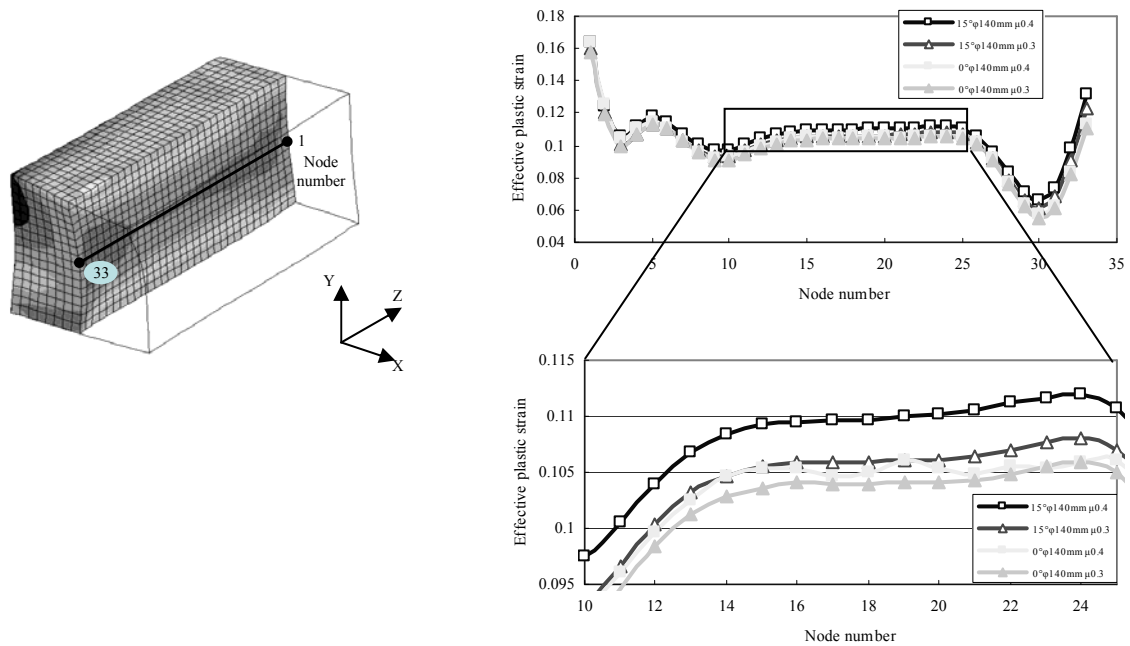 1
Node
number
33
Y
Z
X
Effective plastic strain
0.18
0.16
0.14
0.12
0.1
0.08
0.06
0.04
0
5
10
15
20
25
30
35
Node number
15°φ140mm μ0.4
15°φ140mm μ0.3
0°φ140mm μ0.4
0°φ140mm μ0.3
Effective plastic strain
0.115
0.11
0.105
0.1
0.095
10
12
14
16
18
20
22
24
Node number
15°φ140mm μ0.4
15°φ140mm μ0.3
0°φ140mm μ0.4
0°φ140mm μ0.3